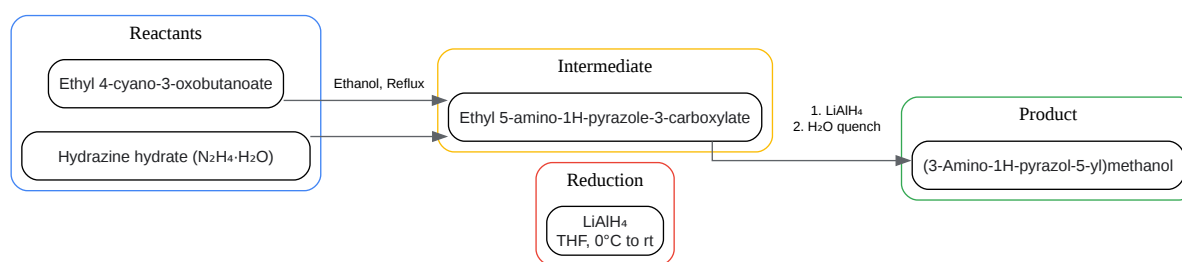 Reactants
Ethyl 4-cyano-3-oxobutanoate
Hydrazine hydrate (N₂H₄·H₂O)
Ethanol, Reflux
Intermediate
Ethyl 5-amino-1H-pyrazole-3-carboxylate
Reduction
LiAlH₄
THF, 0°C to rt
1. LiAlH₄
2. H₂O quench
Product
(3-Amino-1H-pyrazol-5-yl)methanol